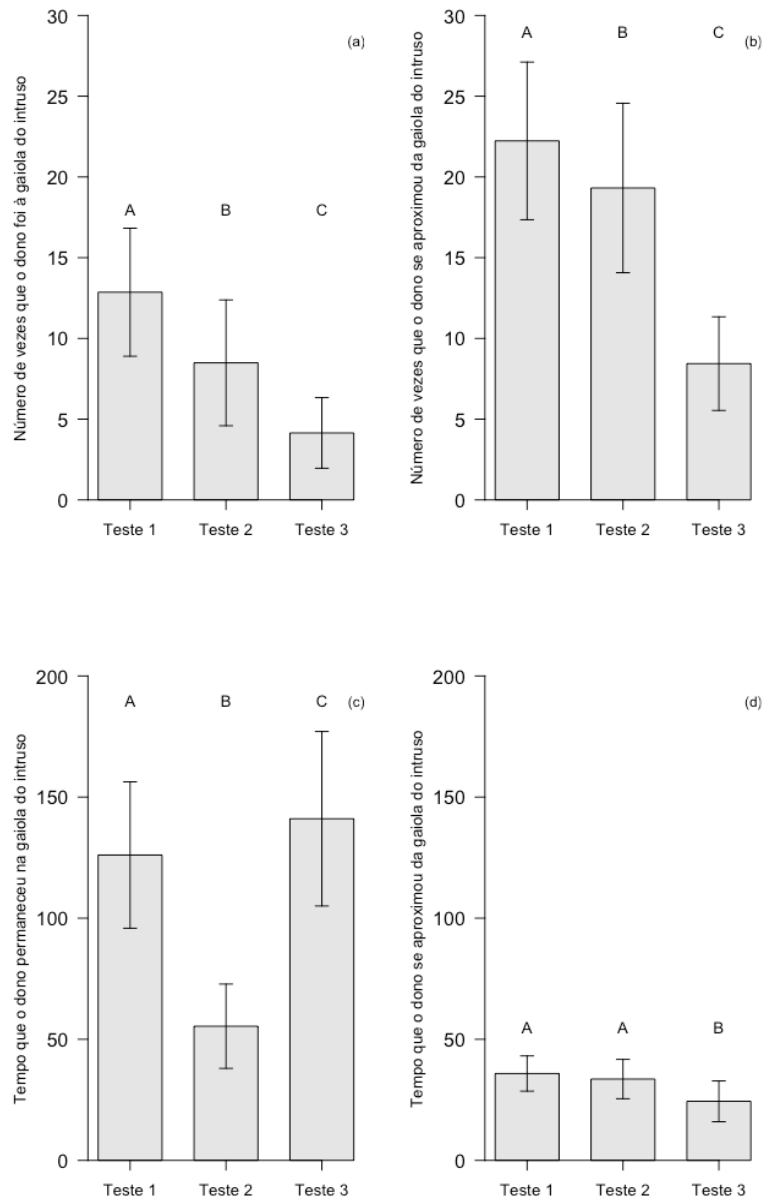 Número de vezes que o dono foi à gaiola do intruso
30
25
20
15
10
5
0
A
B
C
(a)
Teste 1
Teste 2
Teste 3
Número de vezes que o dono se aproximou da gaiola do intruso
30
25
20
15
10
5
0
A
B
C
(b)
Teste 1
Teste 2
Teste 3
Tempo que o dono permaneceu na gaiola do intruso
200
150
100
50
0
A
B
C
(c)
Teste 1
Teste 2
Teste 3
Tempo que o dono se aproximou da gaiola do intruso
200
150
100
50
0
A
A
B
(d)
Teste 1
Teste 2
Teste 3